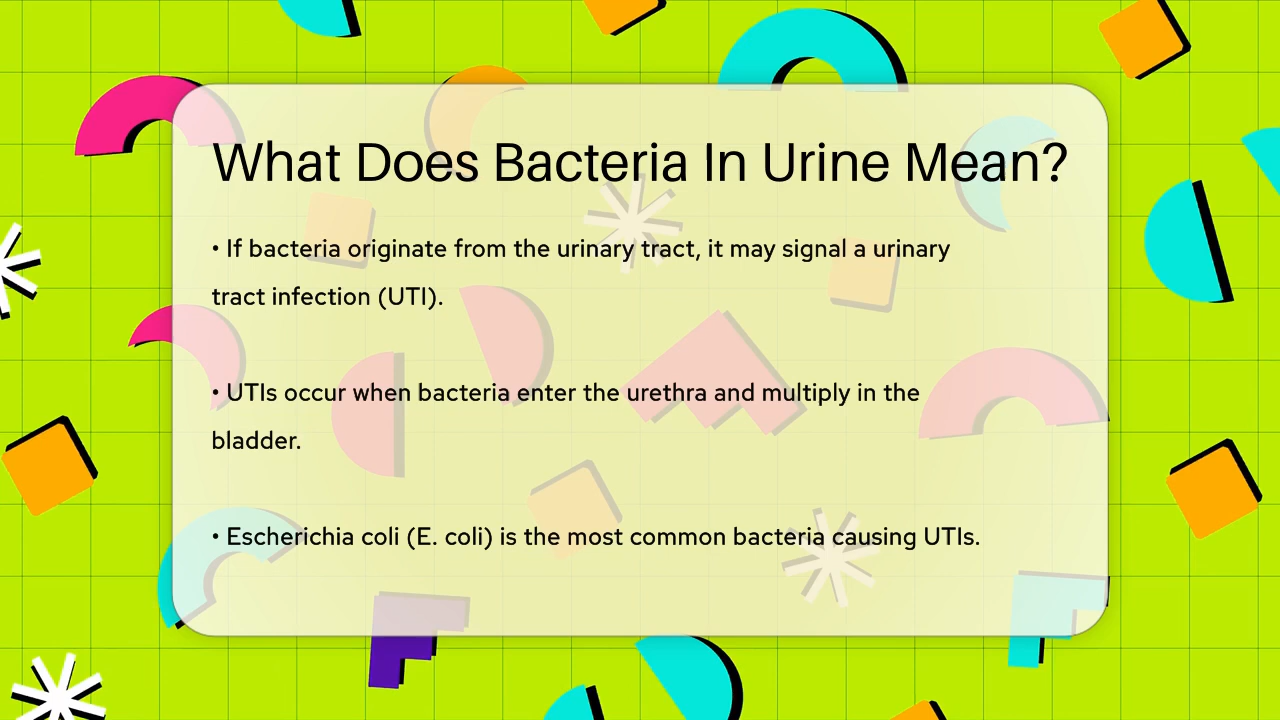 What Does Bacteria In Urine Mean?
• If bacteria originate from the urinary tract, it may signal a urinary
tract infection (UTI).
• UTIs occur when bacteria enter the urethra and multiply in the
bladder.
• Escherichia coli (E. coli) is the most common bacteria causing UTIs.